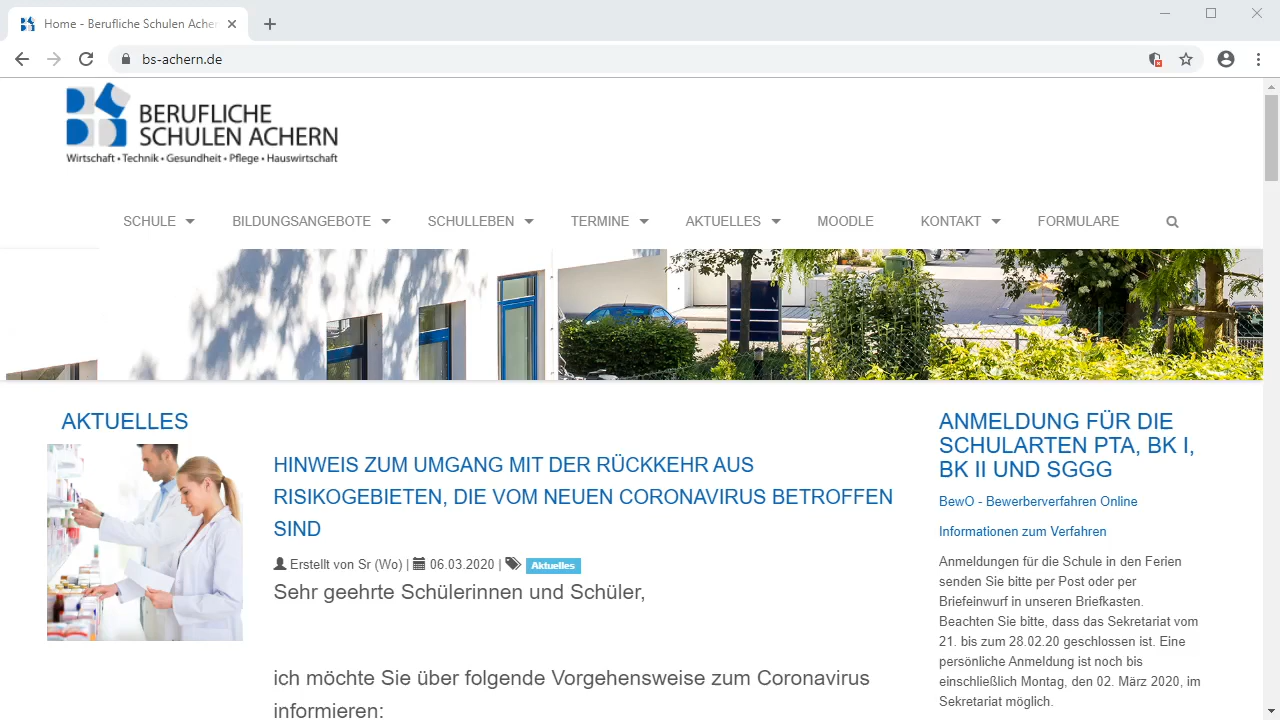 Home - Berufliche Schulen Acher
bs-achern.de
BERUFLICHE
SCHULEN ACHERN
Wirtschaft • Technik • Gesundheit • Pflege • Hauswirtschaft
SCHULE BILDUNGSANGEBOTE SCHULLEBEN TERMINE AKTUELLES MOODLE KONTAKT FORMULARE
AKTUELLES
HINWEIS ZUM UMGANG MIT DER RÜCKKEHR AUS
RISIKOGEBIETEN, DIE VOM NEUEN CORONAVIRUS BETROFFEN
SIND
Erstellt von Sr (Wo) | 06.03.2020 | Aktuelles
Sehr geehrte Schülerinnen und Schüler,
ich möchte Sie über folgende Vorgehensweise zum Coronavirus
informieren:
ANMELDUNG FÜR DIE
SCHULARTEN PTA, BK I,
BK II UND SGGG
BewO - Bewerberverfahren Online
Informationen zum Verfahren
Anmeldungen für die Schule in den Ferien
senden Sie bitte per Post oder per
Briefeinwurf in unseren Briefkasten.
Beachten Sie bitte, dass das Sekretariat vom
21. bis zum 28.02.20 geschlossen ist. Eine
persönliche Anmeldung ist noch bis
einschließlich Montag, den 02. März 2020, im
Sekretariat möglich.